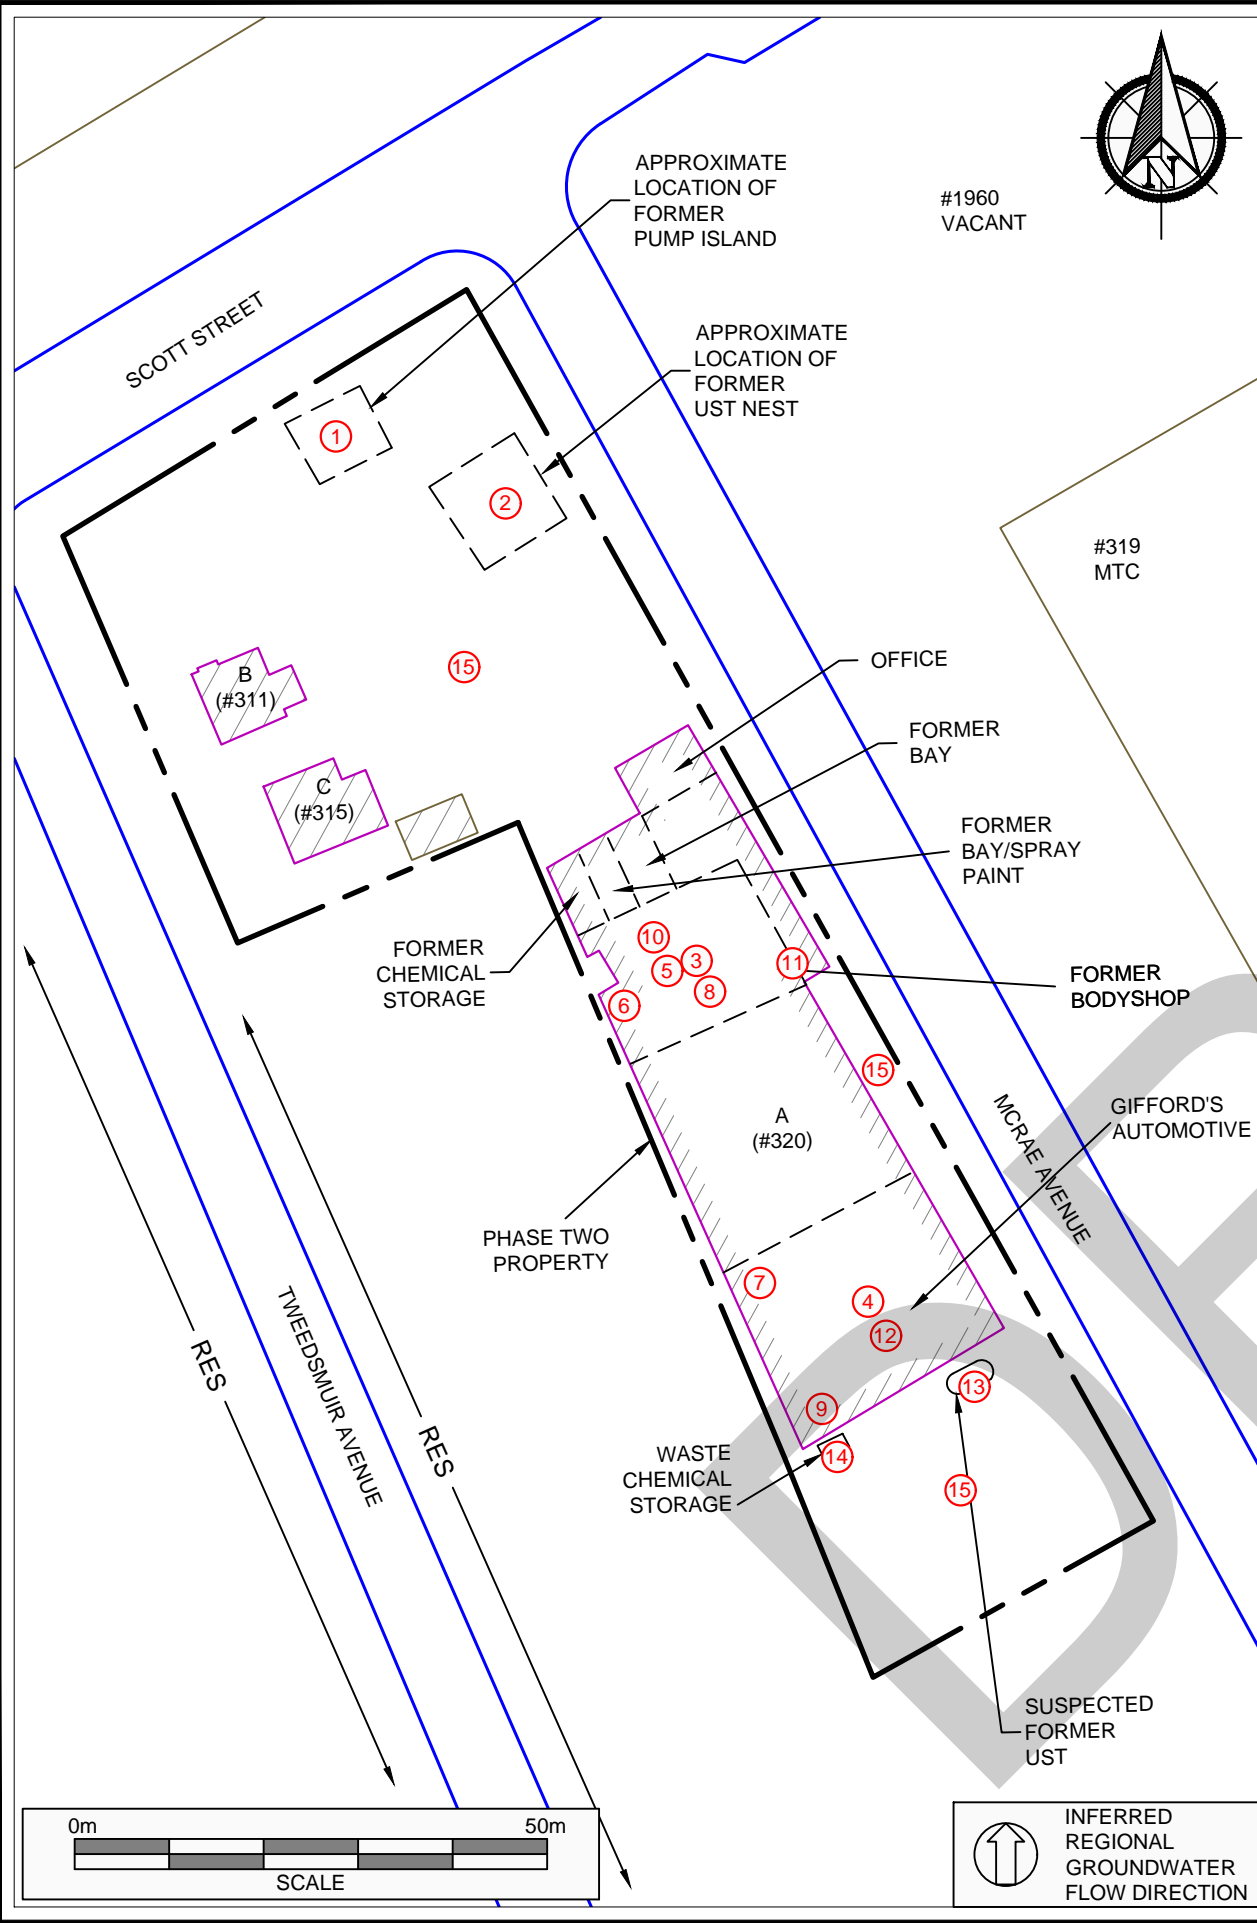 APPROXIMATE
LOCATION OF
FORMER
PUMP ISLAND
#1960
VACANT
N
SCOTT STREET
APPROXIMATE
LOCATION OF
FORMER
UST NEST
1
2
#319
MTC
15
OFFICE
B
(#311)
FORMER
BAY
C
(#315)
FORMER
BAY/SPRAY
PAINT
FORMER
CHEMICAL
STORAGE
10
3
5
8
6
11
FORMER
BODYSHOP
15
A
(#320)
MCRAE AVENUE
GIFFORD'S
AUTOMOTIVE
PHASE TWO
PROPERTY
7
4
12
RES
TWEEDSMUIR AVENUE
RES
9
13
14
WASTE
CHEMICAL
STORAGE
15
SUSPECTED
FORMER
UST
0m
50m
SCALE
INFERRED
REGIONAL
GROUNDWATER
FLOW DIRECTION